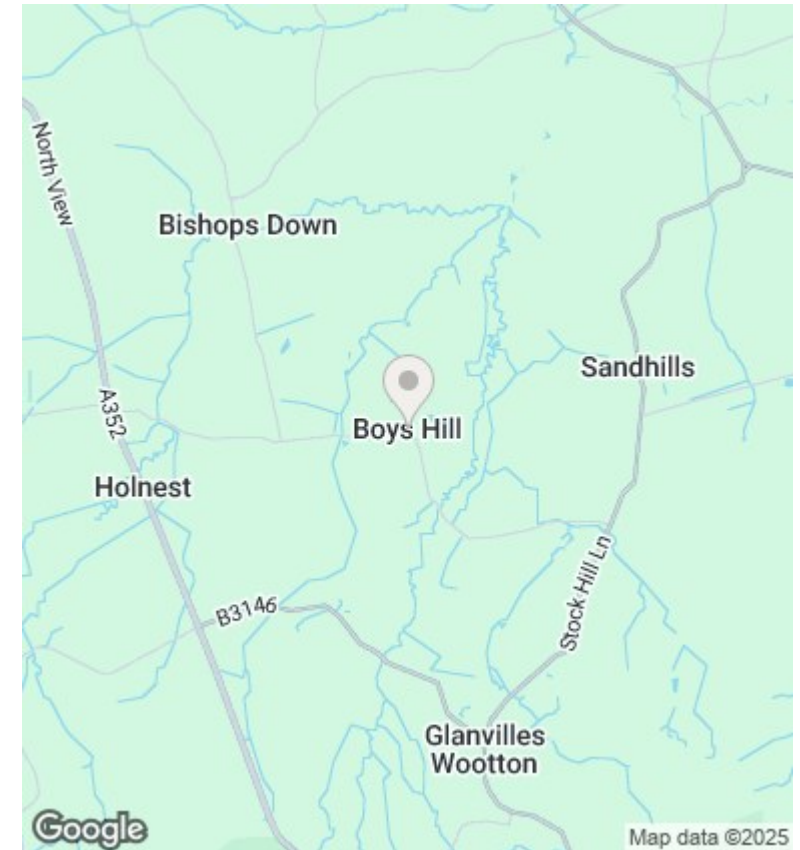 North View
Bishops Down
Sandhills
A352
Boys Hill
Holnest
Stock Hill Ln
B3146
Glanvilles
Wootton
Google
Map data ©2025